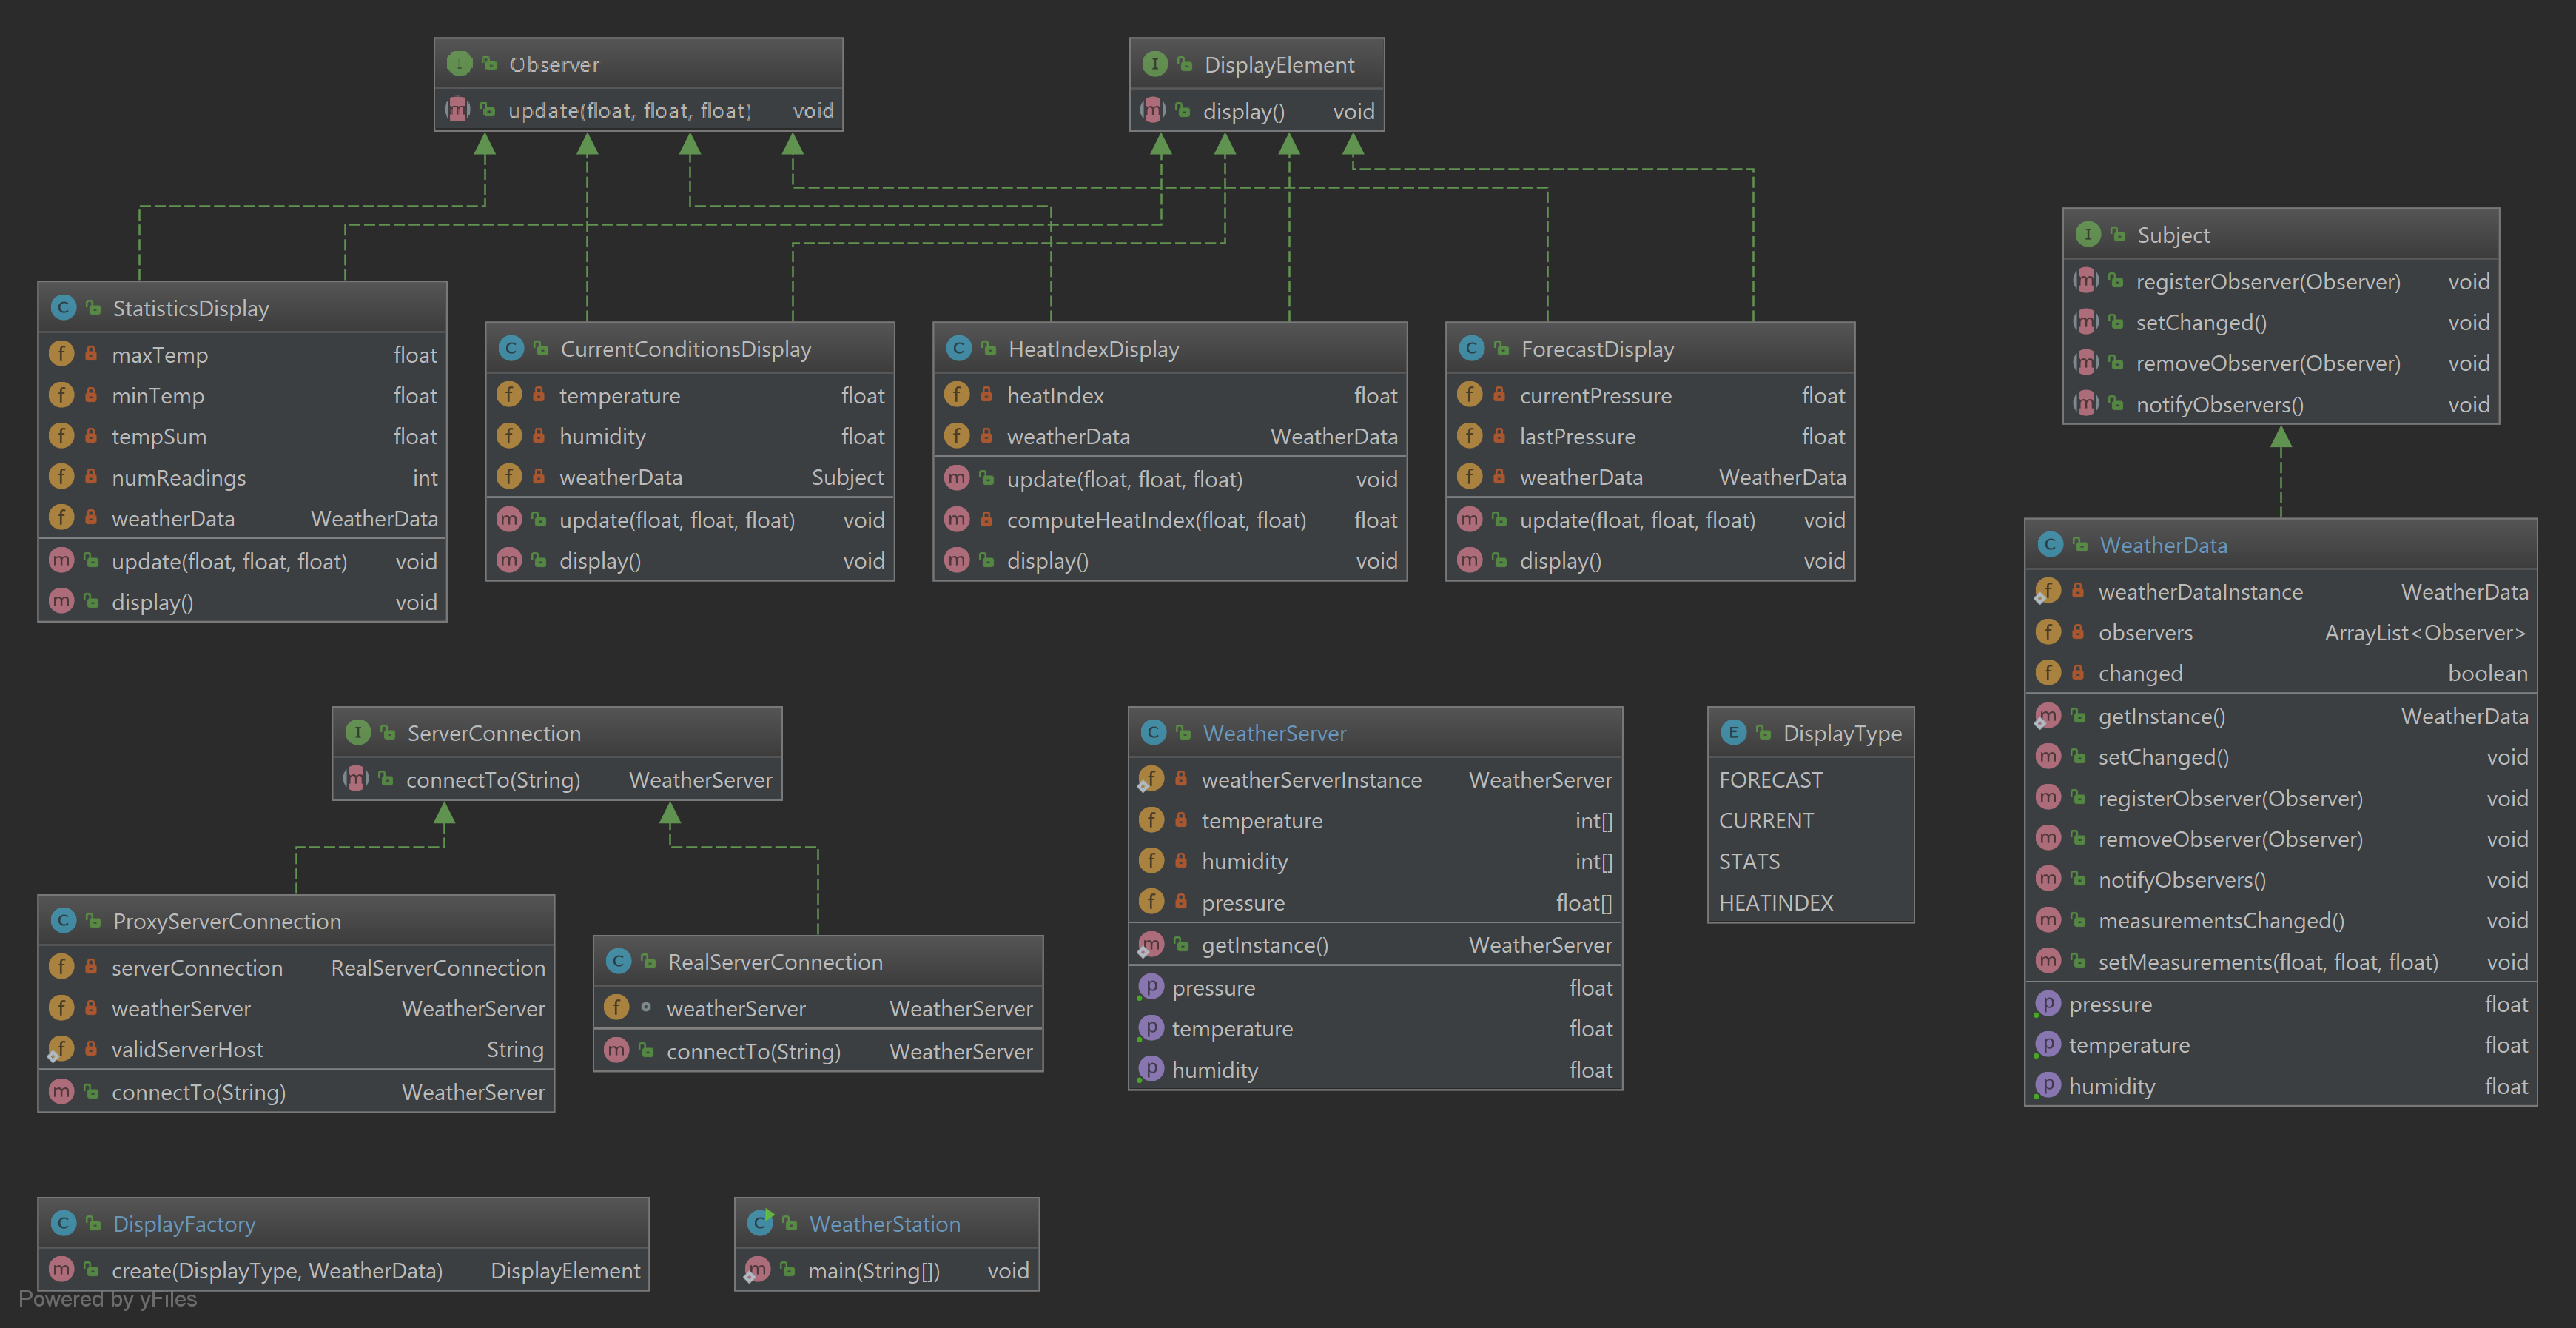 Observer
update(float, float, float) void
DisplayElement
display() void
Subject
registerObserver(Observer) void
setChanged() void
removeObserver(Observer) void
notifyObservers() void
StatisticsDisplay
maxTemp float
minTemp float
tempSum float
numReadings int
weatherData WeatherData
update(float, float, float) void
display() void
CurrentConditionsDisplay
temperature float
humidity float
weatherData Subject
update(float, float, float) void
display() void
HeatIndexDisplay
heatIndex float
weatherData WeatherData
update(float, float, float) void
computeHeatIndex(float, float) float
display() void
ForecastDisplay
currentPressure float
lastPressure float
weatherData WeatherData
update(float, float, float) void
display() void
WeatherData
weatherDataInstance WeatherData
observers ArrayList<Observer>
changed boolean
getInstance() WeatherData
setChanged() void
registerObserver(Observer) void
removeObserver(Observer) void
notifyObservers() void
measurementsChanged() void
setMeasurements(float, float, float) void
pressure float
temperature float
humidity float
ServerConnection
connectTo(String) WeatherServer
WeatherServer
weatherServerInstance WeatherServer
temperature int[]
humidity int[]
pressure float[]
getInstance() WeatherServer
pressure float
temperature float
humidity float
DisplayType
FORECAST
CURRENT
STATS
HEATINDEX
ProxyServerConnection
serverConnection RealServerConnection
weatherServer WeatherServer
validServerHost String
connectTo(String) WeatherServer
RealServerConnection
weatherServer WeatherServer
connectTo(String) WeatherServer
DisplayFactory
create(DisplayType, WeatherData) DisplayElement
WeatherStation
main(String[]) void
Powered by yFiles